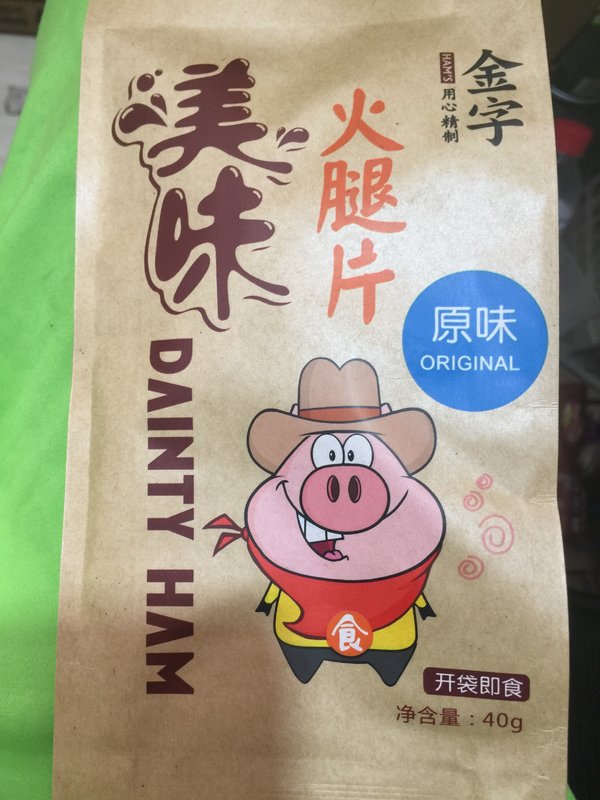 美味
火腿片
金字
HAM'S
用心精制
原味
ORIGINAL
DAINTY HAM
食
开袋即食
净含量：40g